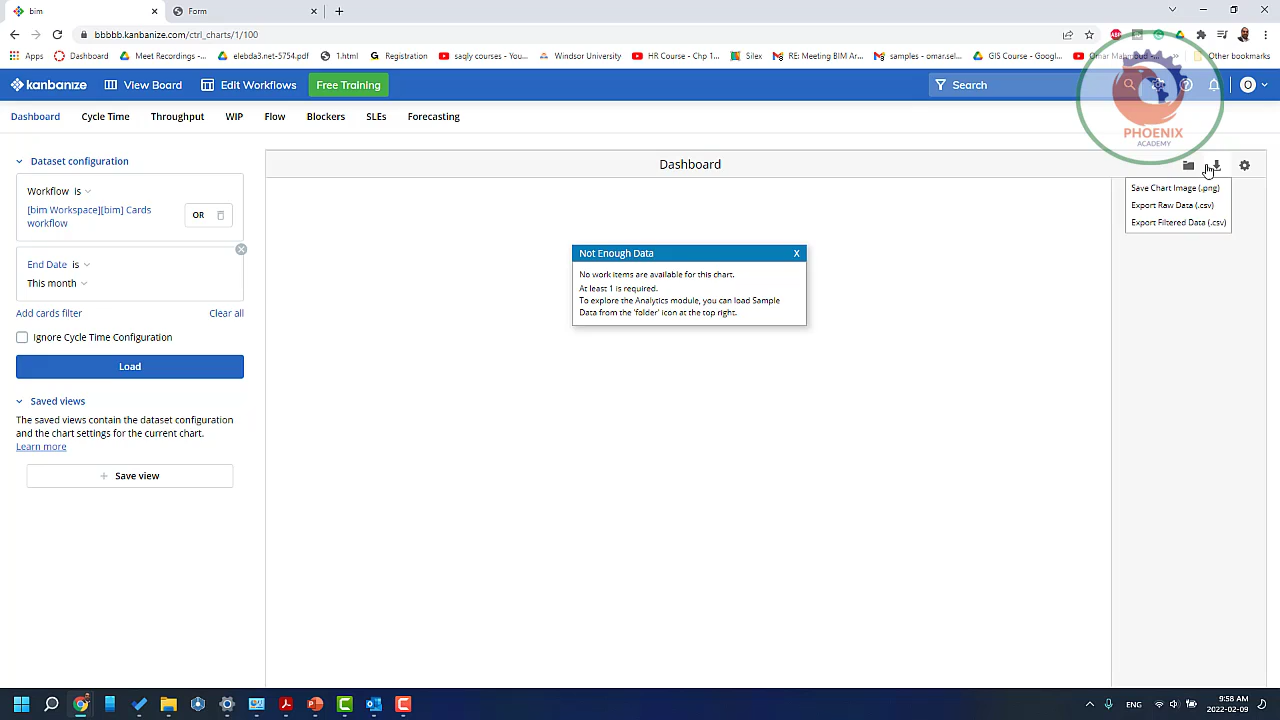 bim
Form
bbbbb.kanbanize.com/ctrl_charts/1/100
Apps
Dashboard
Meet Recording -...
elebda3.net-5754.pdf
1.html
Registration
saqly courses - yo...
Windsor University
HR Course - Chp 1...
Silex
RE: Meeting BIM Ar...
samples - omar.sel...
GIS Course - Googl...
Omar Mahmoud -...
Other bookmarks
kanbanize
View Board
Edit Workflows
Free Training
Search
O
Dashboard
Cycle Time
Throughput
WIP
Flow
Blockers
SLEs
Forecasting
PHOENIX
ACADEMY
Dataset configuration
Workflow is
[bim Workspace][bim] Cards
workflow
OR
End Date is
This month
Add cards filter
Clear all
Ignore Cycle Time Configuration
Load
Saved views
The saved views contain the dataset configuration
and the chart settings for the current chart.
Learn more
+ Save view
Dashboard
Save Chart Image (.png)
Export Raw Data (.csv)
Export Filtered Data (.csv)
Not Enough Data
X
No work items are available for this chart.
At least 1 is required.
To explore the Analytics module, you can load Sample
Data from the 'folder' icon at the top right.
ENG
9:58 AM
2022-02-09